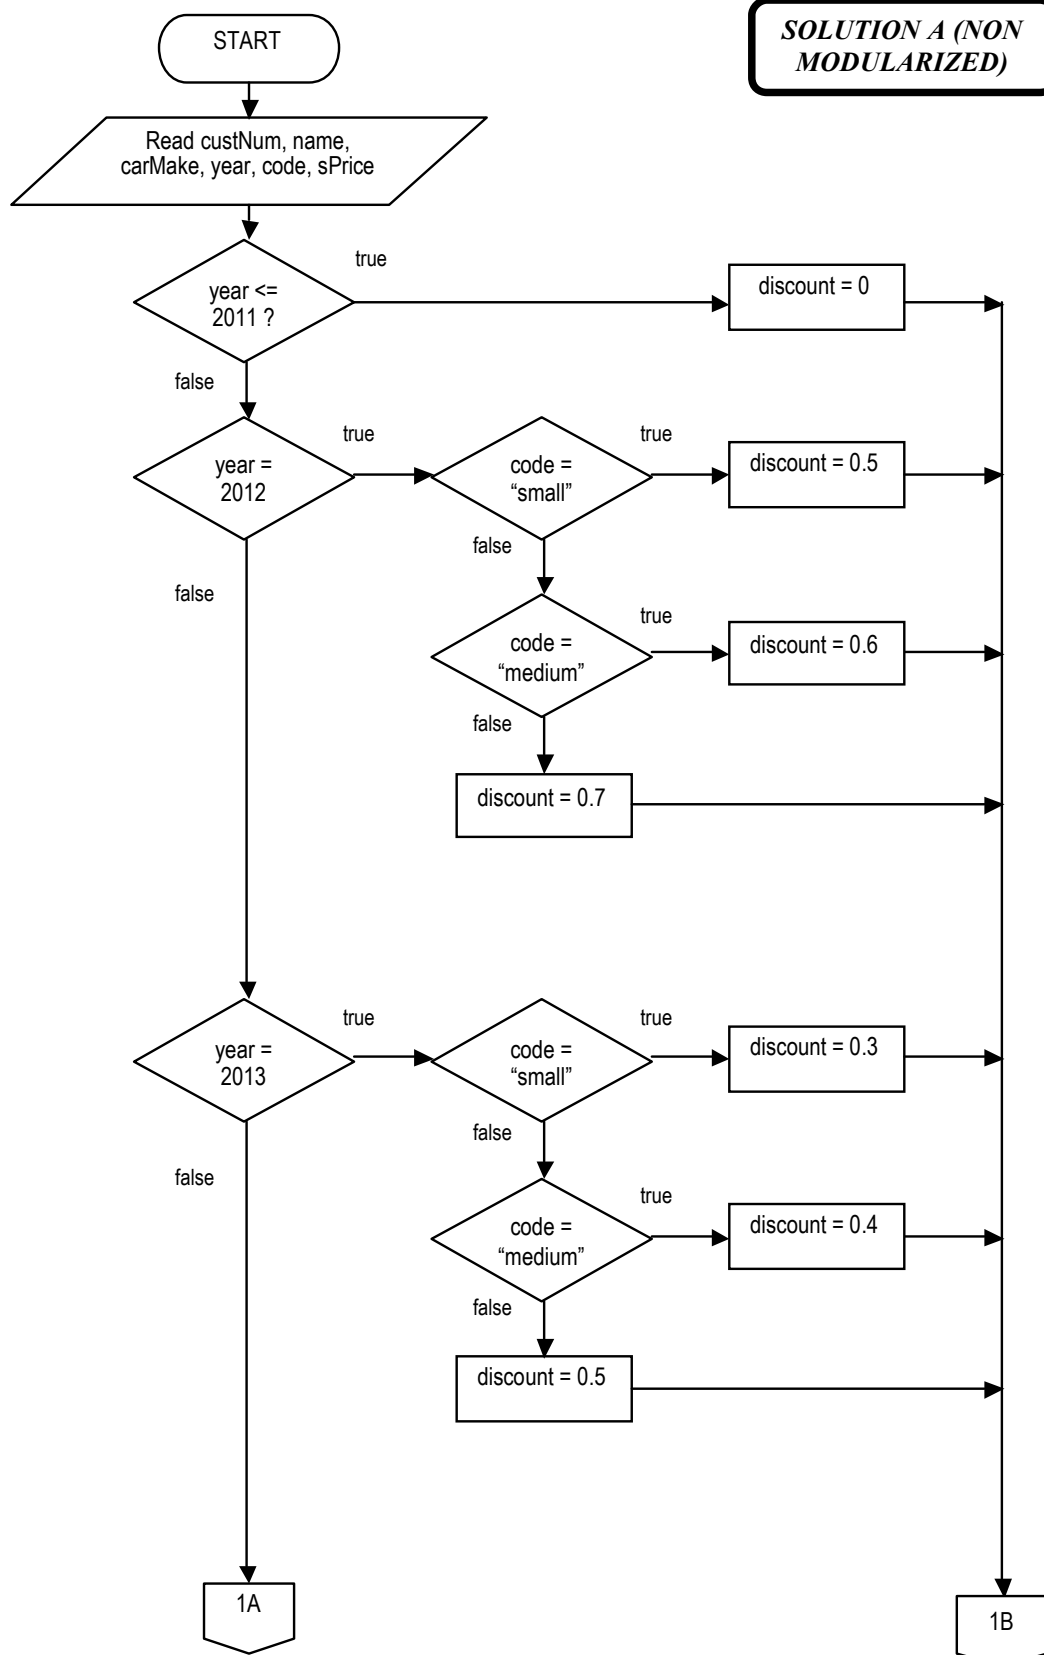 START
SOLUTION A (NON
MODULARIZED)
Read custNum, name,
carMake, year, code, sPrice
true
year <=
2011 ?
discount = 0
false
true
true
year =
2012
code =
“small”
discount = 0.5
false
false
true
code =
“medium”
discount = 0.6
false
discount = 0.7
true
true
year =
2013
code =
“small”
discount = 0.3
false
false
true
code =
“medium”
discount = 0.4
false
discount = 0.5
1A
1B